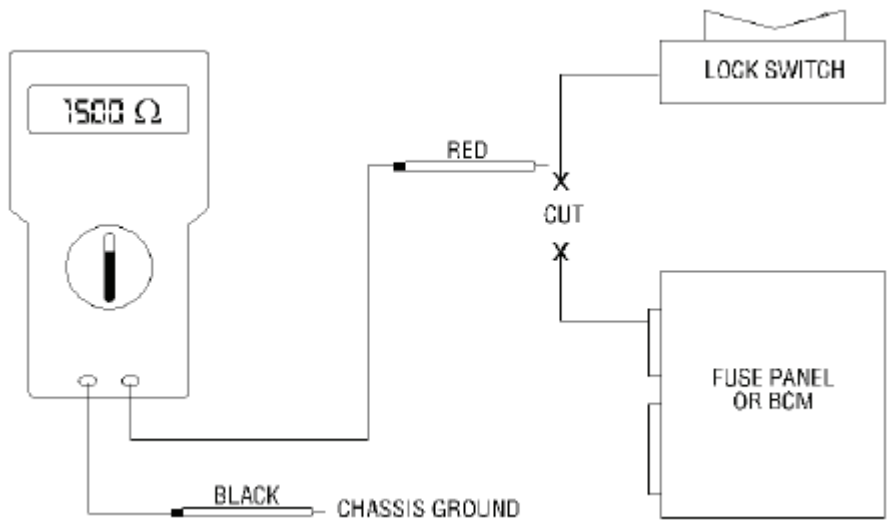 LOCK SWITCH
1500 Ω
RED
X
CUT
X
FUSE PANEL
OR BCM
BLACK
CHASSIS GROUND